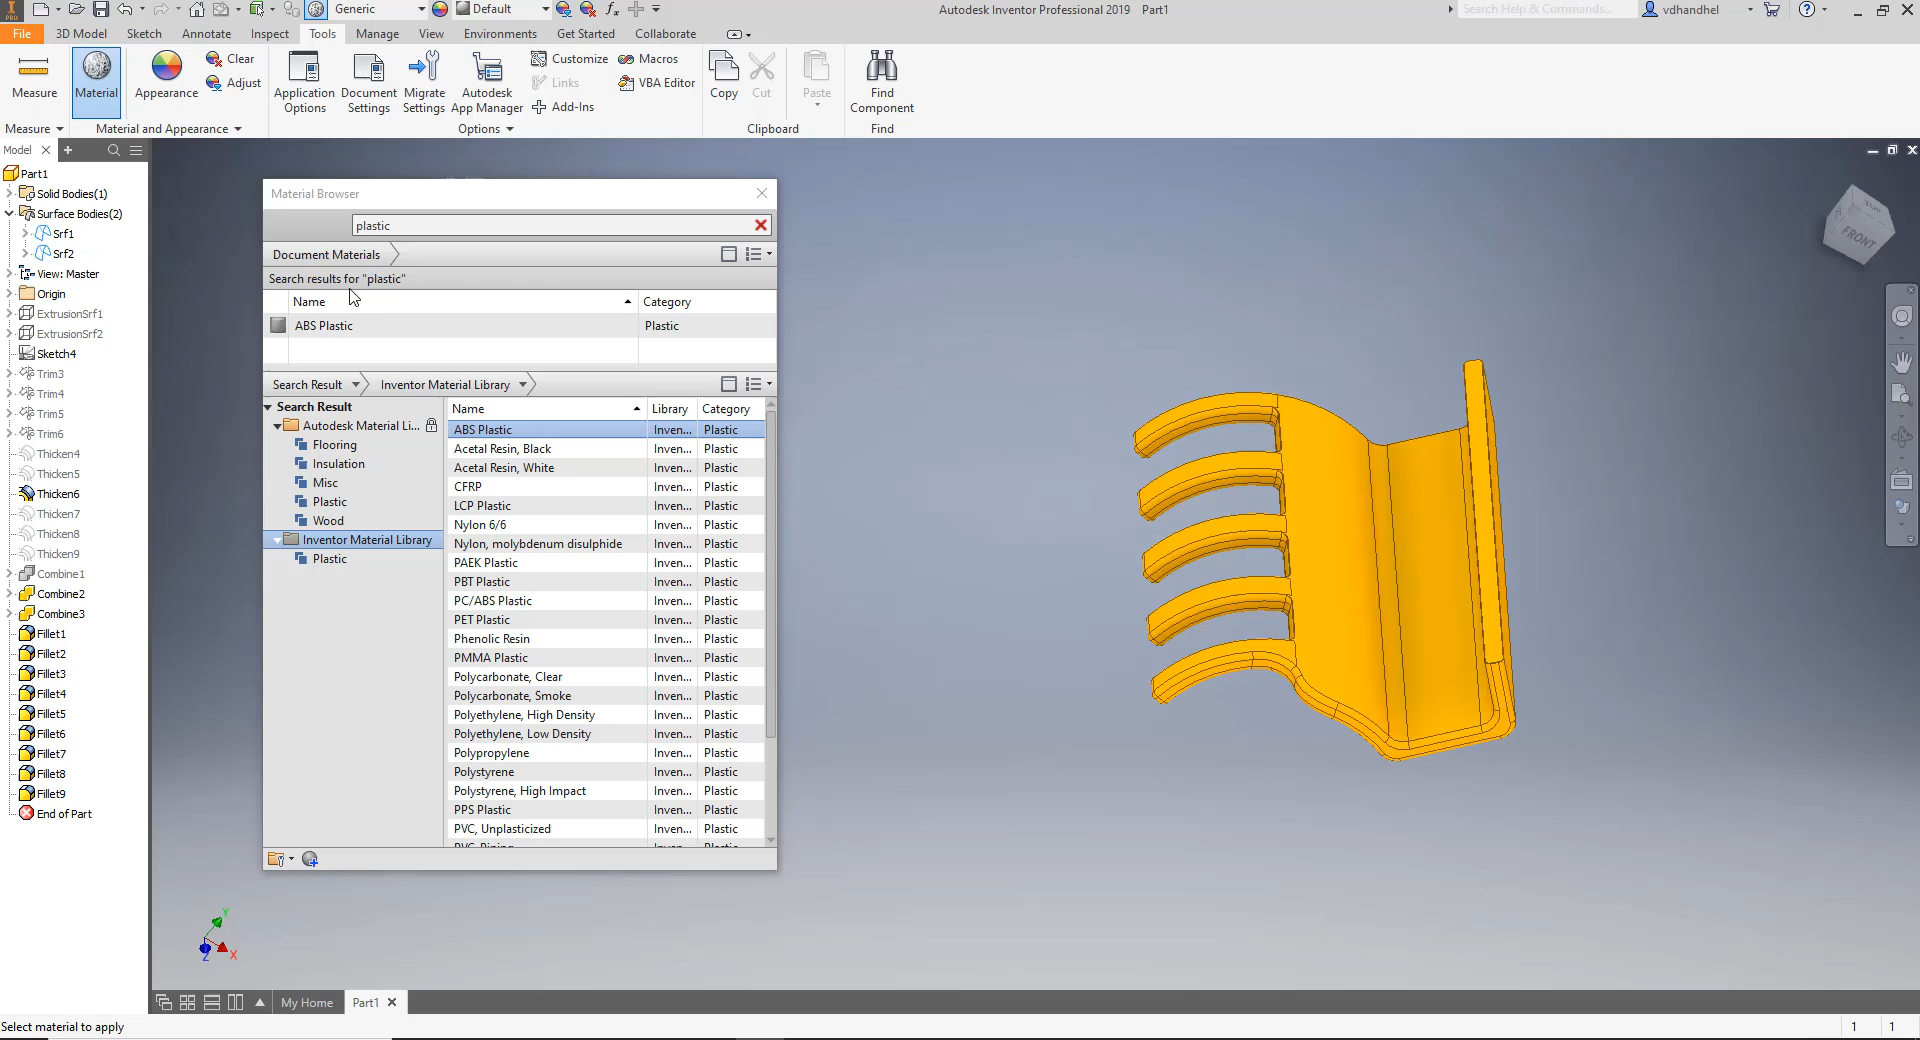 Generic
Default
Autodesk Inventor Professional 2019 Part1
Search Help & Commands...
vdhandhel
File
3D Model
Sketch
Annotate
Inspect
Tools
Manage
View
Environments
Get Started
Collaborate
Measure
Material
Appearance
Clear
Adjust
Application Options
Document Settings
Migrate Settings
Autodesk App Manager
Customize
Links
Add-Ins
Macros
VBA Editor
Copy
Cut
Paste
Find Component
Measure
Material and Appearance
Options
Clipboard
Find
Model
Part1
Solid Bodies(1)
Surface Bodies(2)
Srf1
Srf2
View: Master
Origin
ExtrusionSrf1
ExtrusionSrf2
Sketch4
Trim3
Trim4
Trim5
Trim6
Thicken4
Thicken5
Thicken6
Thicken7
Thicken8
Thicken9
Combine1
Combine2
Combine3
Fillet1
Fillet2
Fillet3
Fillet4
Fillet5
Fillet6
Fillet7
Fillet8
Fillet9
End of Part
Material Browser
plastic
Document Materials
Search results for "plastic"
Name Category
ABS Plastic Plastic
Search Result Inventor Material Library
Search Result
Autodesk Material Li...
Flooring
Insulation
Misc
Plastic
Wood
Inventor Material Library
Plastic
Name Library Category
ABS Plastic Inven... Plastic
Acetal Resin, Black Inven... Plastic
Acetal Resin, White Inven... Plastic
CFRP Inven... Plastic
LCP Plastic Inven... Plastic
Nylon 6/6 Inven... Plastic
Nylon, molybdenum disulphide Inven... Plastic
PAEK Plastic Inven... Plastic
PBT Plastic Inven... Plastic
PC/ABS Plastic Inven... Plastic
PET Plastic Inven... Plastic
Phenolic Resin Inven... Plastic
PMMA Plastic Inven... Plastic
Polycarbonate, Clear Inven... Plastic
Polycarbonate, Smoke Inven... Plastic
Polyethylene, High Density Inven... Plastic
Polyethylene, Low Density Inven... Plastic
Polypropylene Inven... Plastic
Polystyrene Inven... Plastic
Polystyrene, High Impact Inven... Plastic
PPS Plastic Inven... Plastic
PVC, Unplasticized Inven... Plastic
FRONT
Y
X
Z
My Home
Part1
Select material to apply
1 1